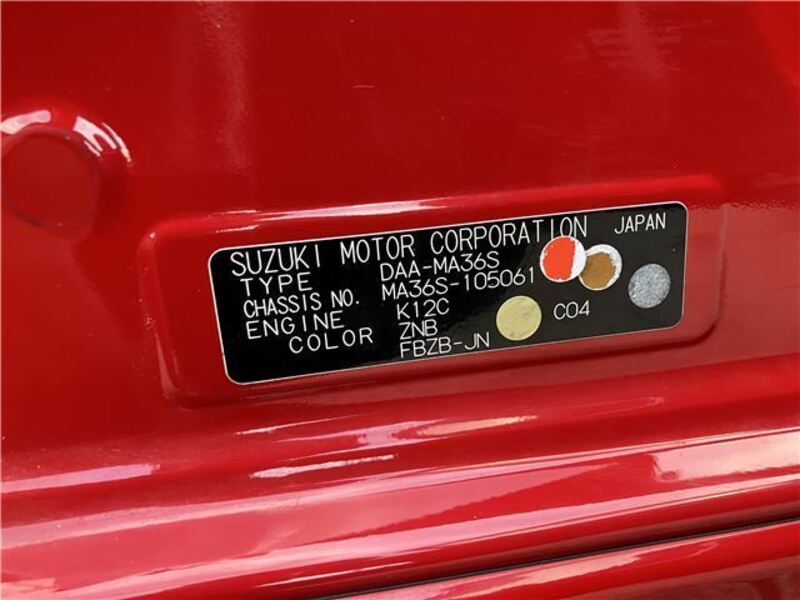 SUZUKI MOTOR CORPORATION JAPAN
TYPE DAA-MA36S
CHASSIS NO. MA36S-105061
ENGINE K12C
COLOR ZNB C04
FBZB-JN